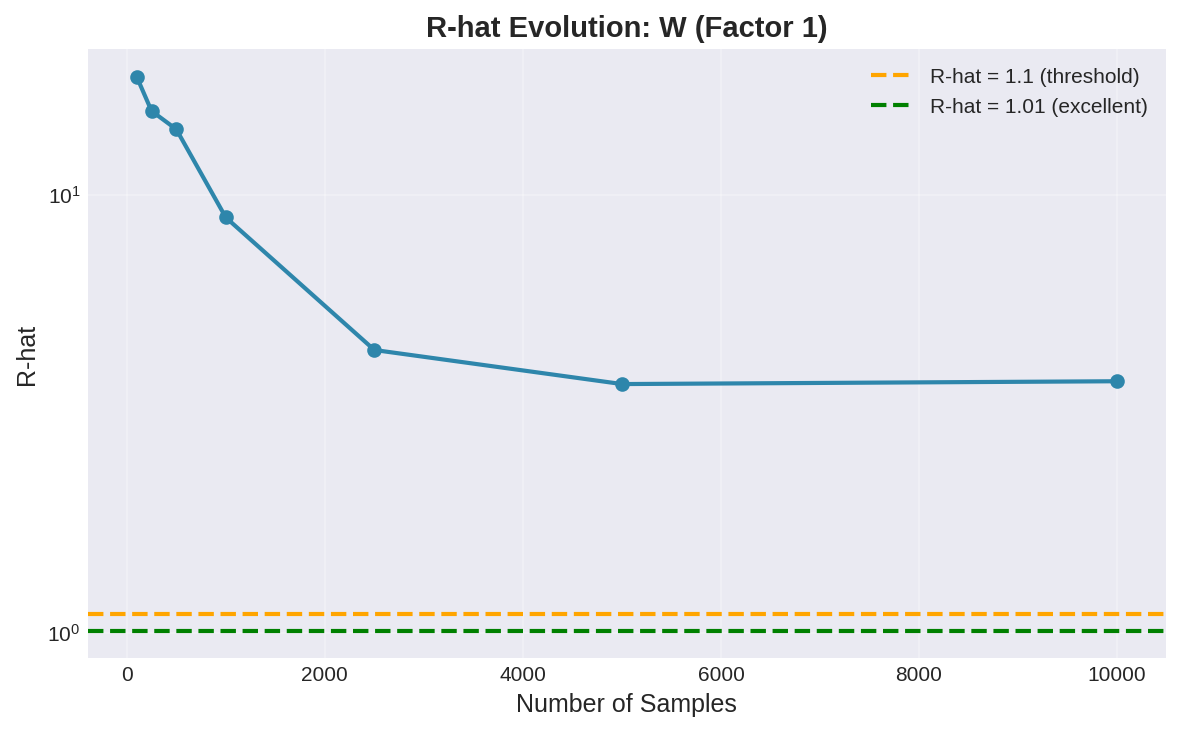 R-hat Evolution: W (Factor 1)
R-hat = 1.1 (threshold)
R-hat = 1.01 (excellent)
10¹
R-hat
10⁰
0 2000 4000 6000 8000 10000
Number of Samples